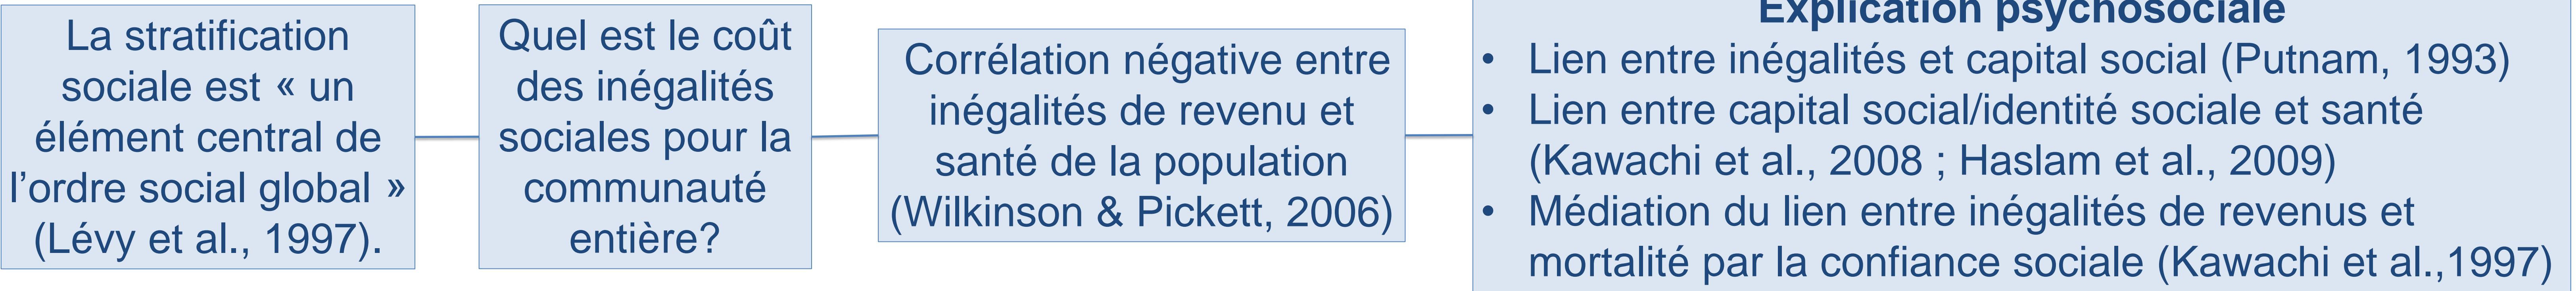 La stratification
sociale est « un
élément central de
l’ordre social global »
(Lévy et al., 1997).
Quel est le coût
des inégalités
sociales pour la
communauté
entière?
Corrélation négative entre
inégalités de revenu et
santé de la population
(Wilkinson & Pickett, 2006)
Explication psychosociale
• Lien entre inégalités et capital social (Putnam, 1993)
• Lien entre capital social/identité sociale et santé
(Kawachi et al., 2008 ; Haslam et al., 2009)
• Médiation du lien entre inégalités de revenus et
mortalité par la confiance sociale (Kawachi et al.,1997)